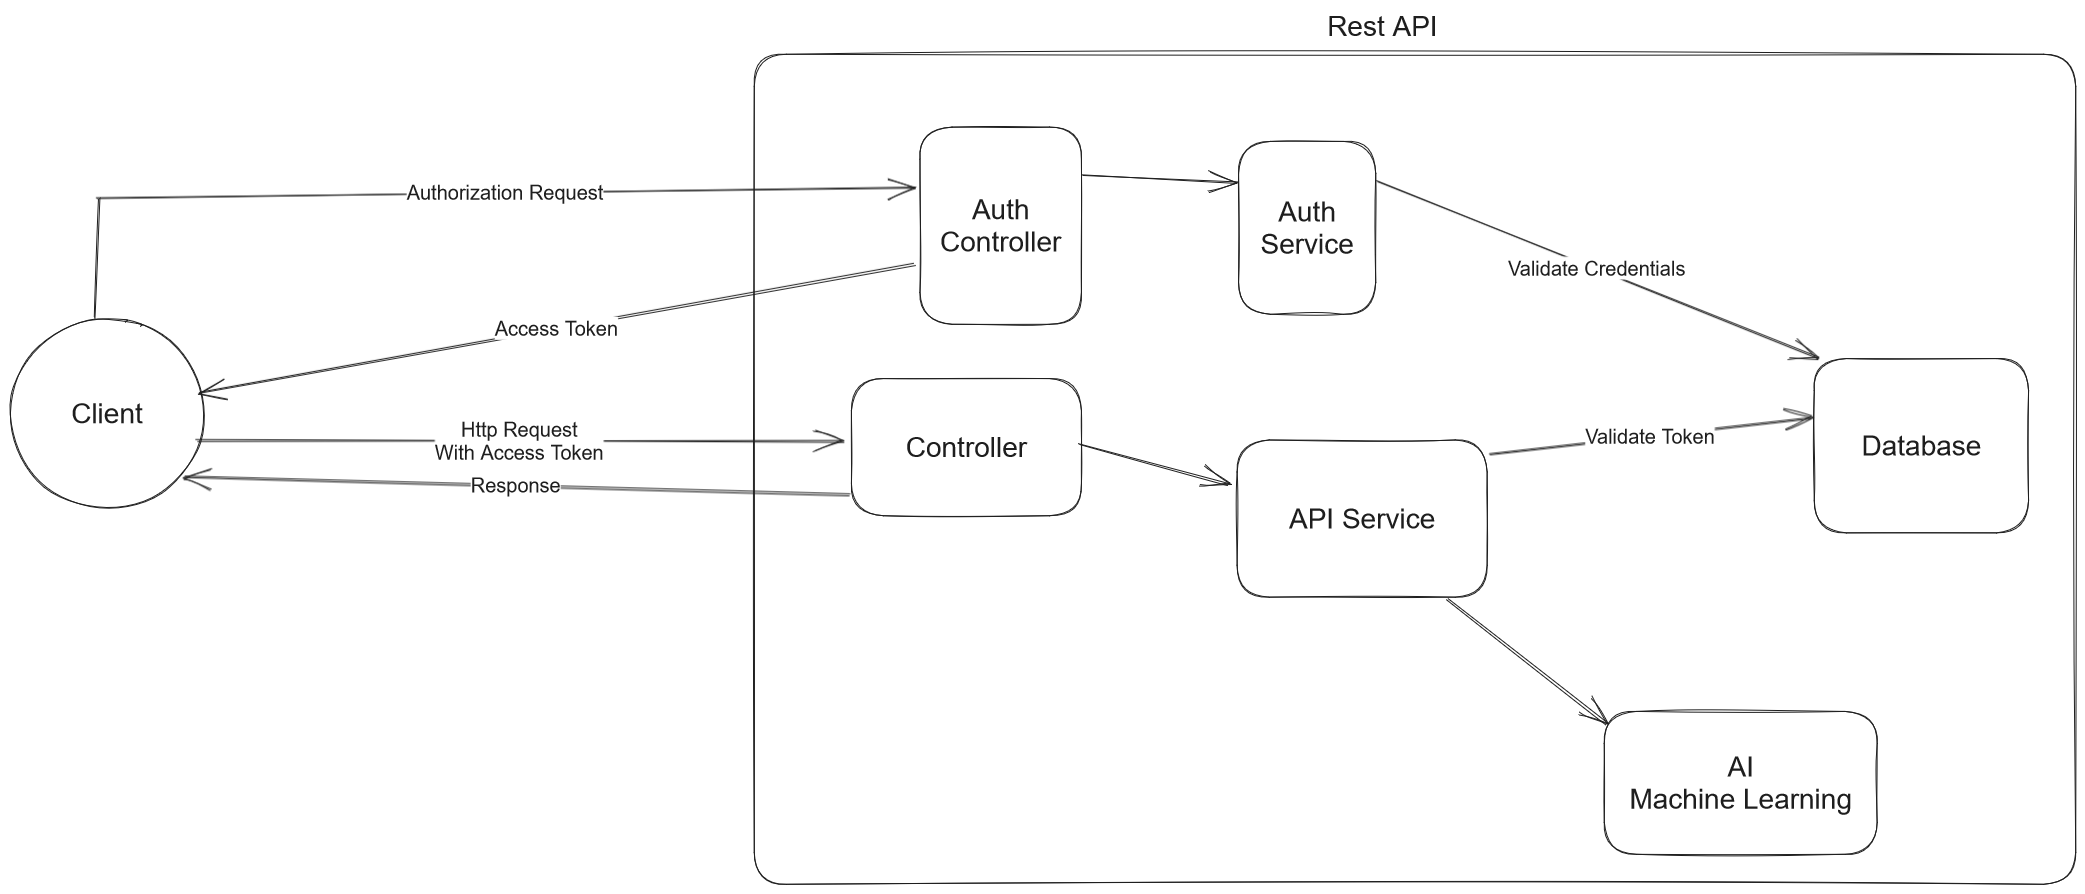 Rest API
Authorization Request
Auth
Controller
Auth
Service
Validate Credentials
Access Token
Client
Http Request
With Access Token
Response
Controller
API Service
Validate Token
Database
AI
Machine Learning